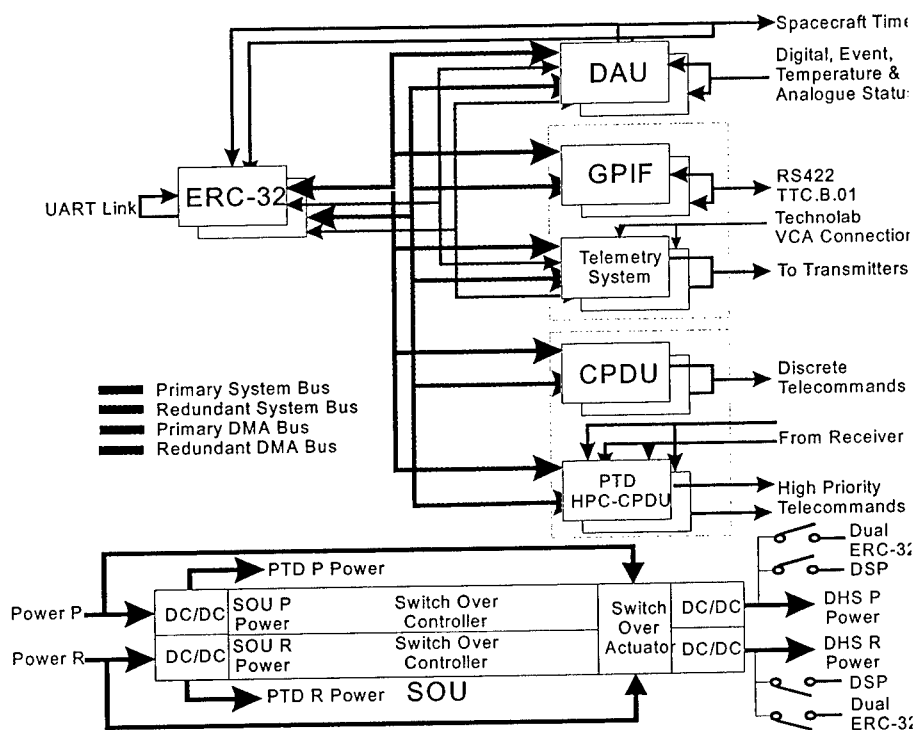 Spacecraft Time
Digital, Event,
Temperature &
Analogue Status
DAU
GPIF
RS422
TTC.B.01
ERC-32
UART Link
Technolab
VCA Connection
Telemetry
System
To Transmitters
CPDU
Discrete
Telecommands
Primary System Bus
Redundant System Bus
Primary DMA Bus
Redundant DMA Bus
From Receiver
PTD
HPC-CPDU
High Priority
Telecommands
Dual
ERC-32
DSP
PTD P Power
Power P
DC/DC
SOU P
Power
Switch Over
Controller
Switch
Over
Actuator
DC/DC
DHS P
Power
Power R
DC/DC
SOU R
Power
Switch Over
Controller
DC/DC
DHS R
Power
PTD R Power
SOU
DSP
Dual
ERC-32